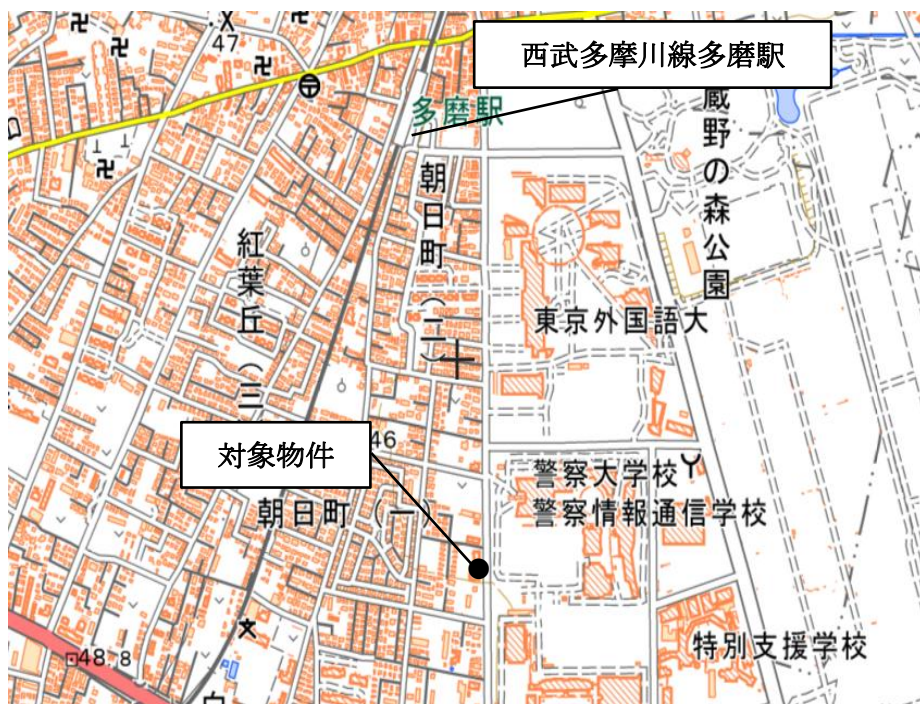 西武多摩川線多磨駅
47
多磨駅
蔵野の森公園
朝日町(二)
紅葉丘(三)
東京外国語大
対象物件
46
警察大学校
警察情報通信学校
朝日町(一)
特別支援学校
48.8
文